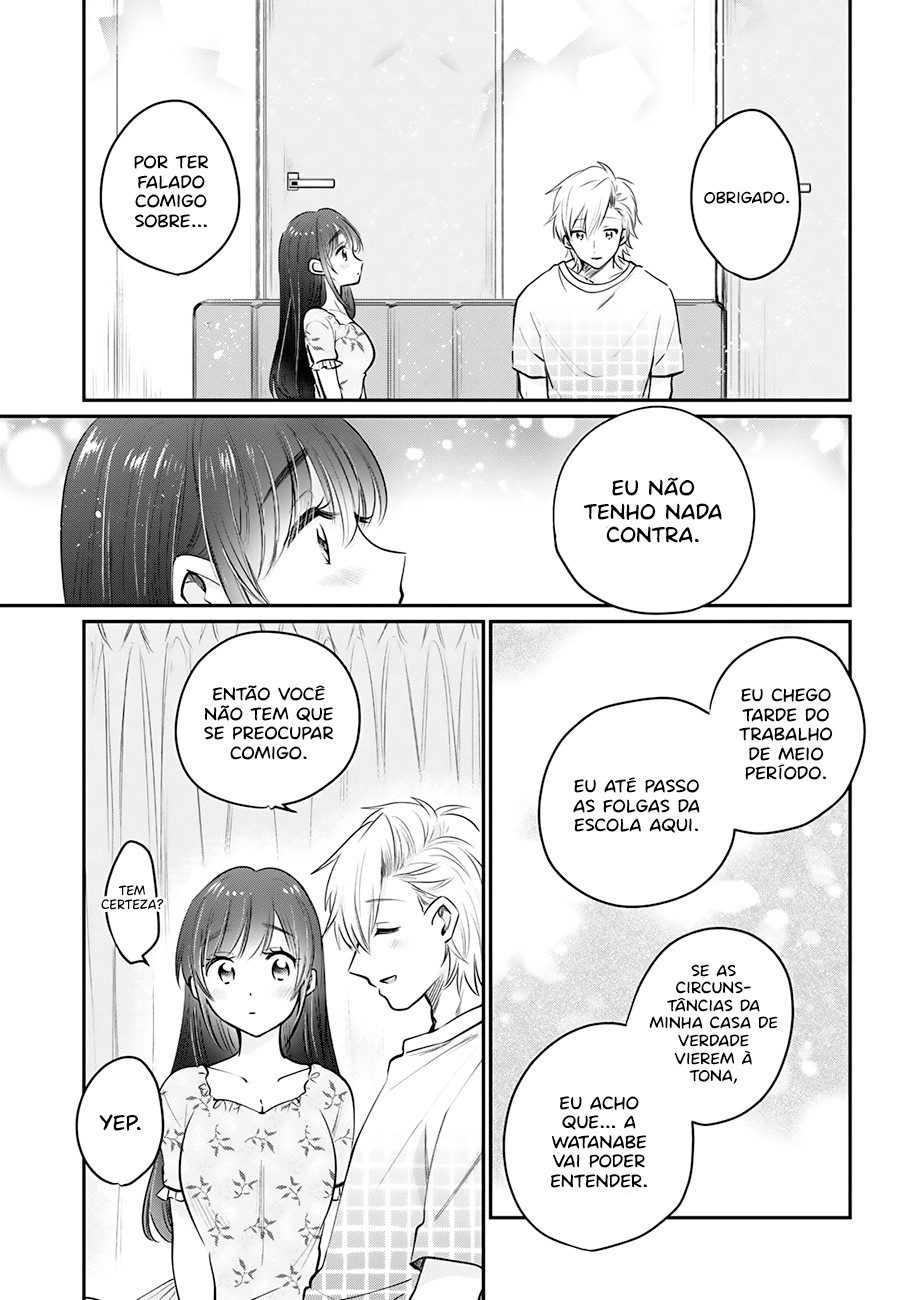 OBRIGADO.
POR TER
FALADO
COMIGO
SOBRE...
EU NÃO
TENHO NADA
CONTRA.
EU CHEGO
TARDE DO
TRABALHO
DE MEIO
PERÍODO.
EU ATÉ PASSO
AS FOLGAS DA
ESCOLA AQUI.
SE AS
CIRCUNS-
TÂNCIAS DA
MINHA CASA DE
VERDADE
VIEREM À
TONA,
EU ACHO
QUE... A
WATANABE
VAI PODER
ENTENDER.
ENTÃO VOCÊ
NÃO TEM QUE
SE PREOCUPAR
COMIGO.
TEM
CERTEZA?
YEP.